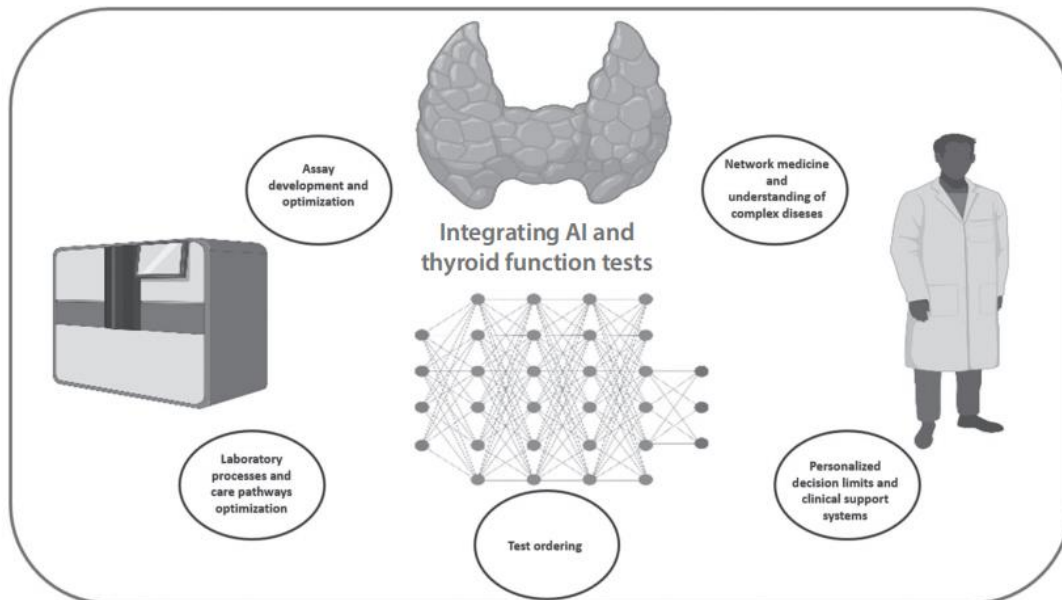 Assay
development and
optimization
Network medicine
and
understanding of
complex diseses
Integrating AI and
thyroid function tests
Laboratory
processes and
care pathways
optimization
Test ordering
Personalized
decision limits and
clinical support
systems